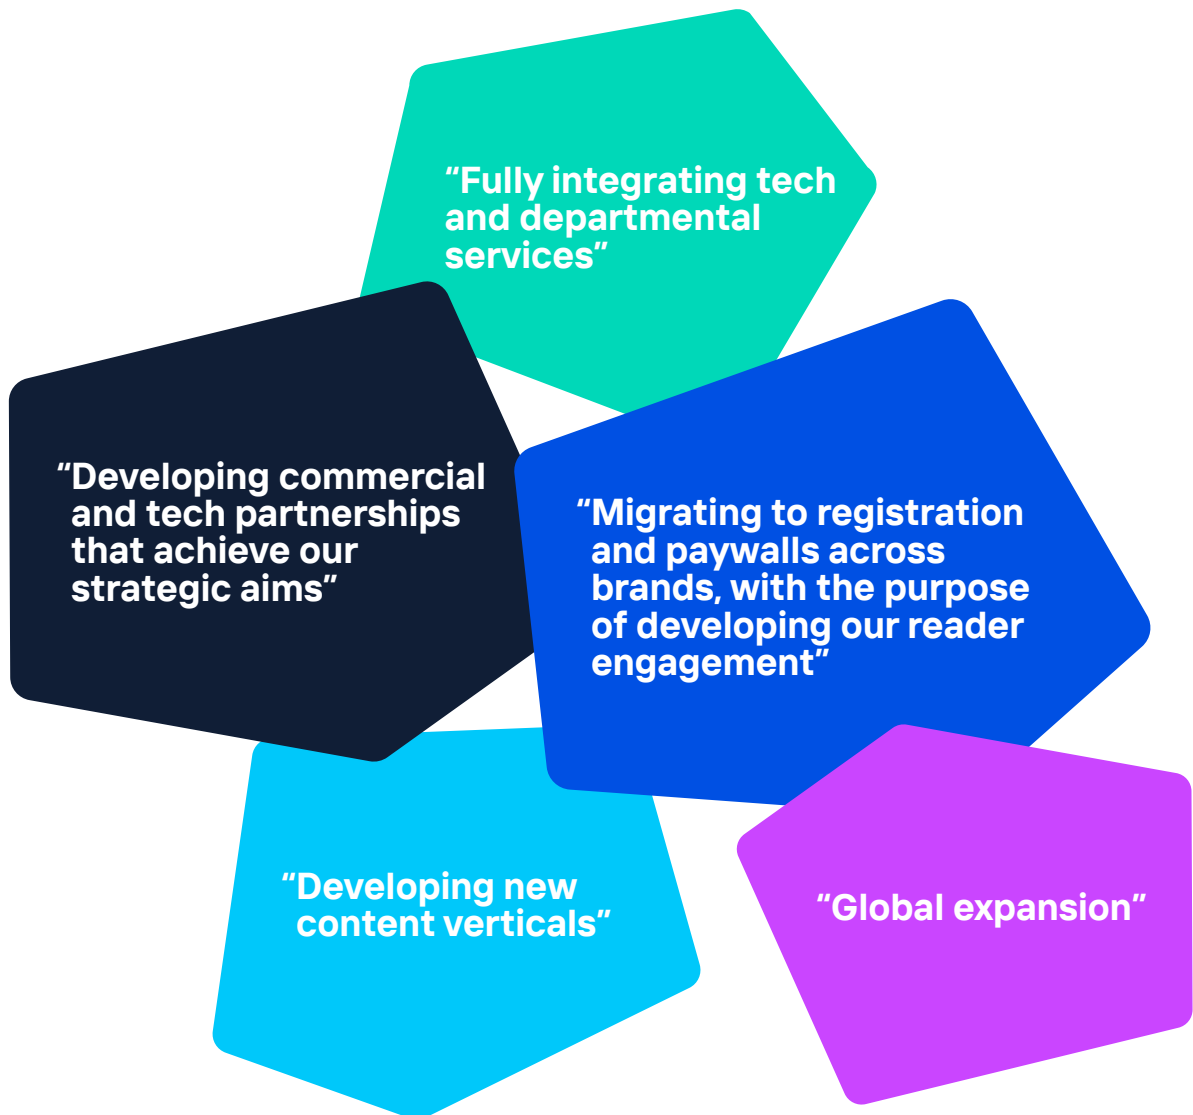 “Fully integrating tech
and departmental
services”
“Developing commercial
and tech partnerships
that achieve our
strategic aims”
“Migrating to registration
and paywalls across
brands, with the purpose
of developing our reader
engagement”
“Developing new
content verticals”
“Global expansion”